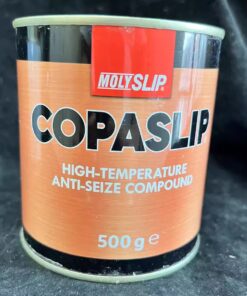 MOLYSLIP
COPASLIP
HIGH-TEMPERATURE
ANTI-SEIZE COMPOUND
500g e